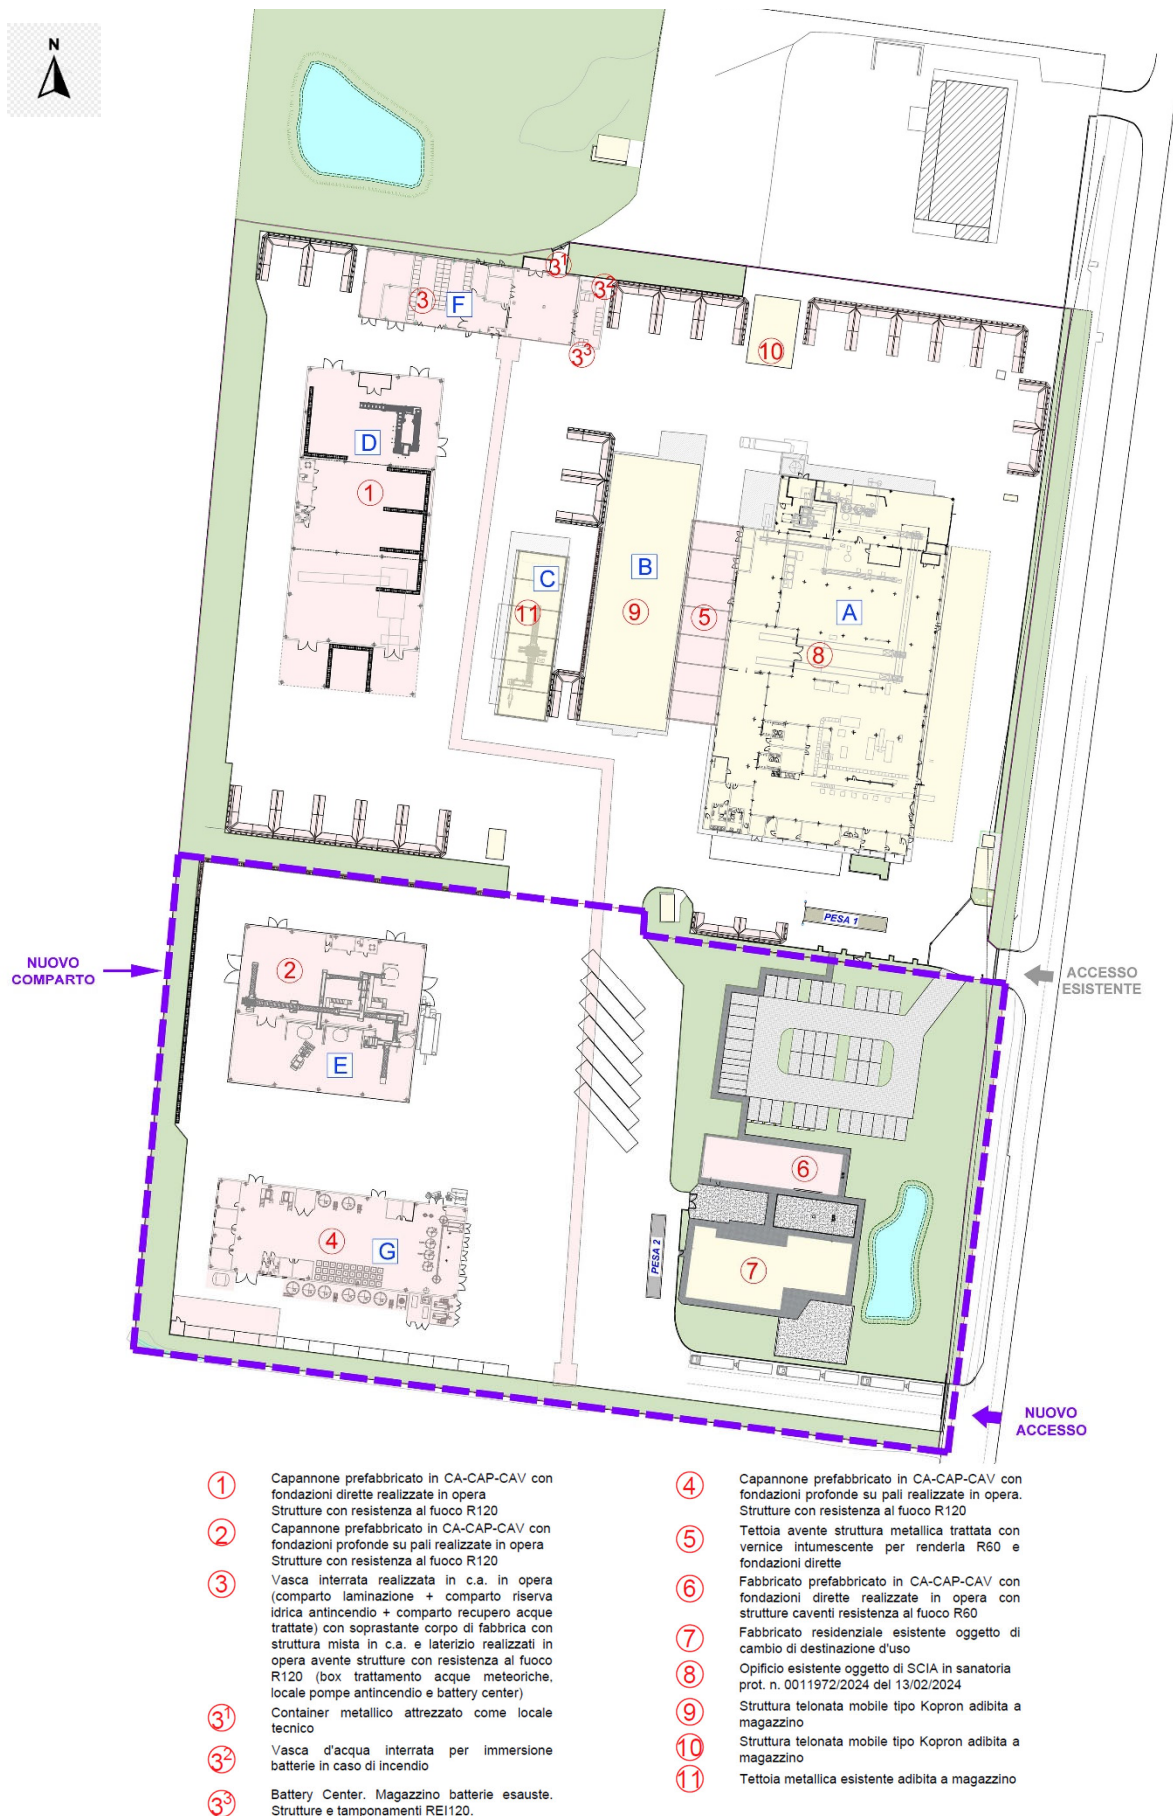 N
3¹
3²
3
F
3³
10
D
1
C
B
A
11
9
5
8
PESA 1
NUOVO
COMPARTO
ACCESSO
ESISTENTE
2
E
6
4
G
PESA 2
7
NUOVO
ACCESSO
1 Capannone prefabbricato in CA-CAP-CAV con
fondazioni dirette realizzate in opera
Strutture con resistenza al fuoco R120
2 Capannone prefabbricato in CA-CAP-CAV con
fondazioni profonde su pali realizzate in opera
Strutture con resistenza al fuoco R120
3 Vasca interrata realizzata in c.a. in opera
(comparto laminazione + comparto riserva
idrica antincendio + comparto recupero acque
trattate) con soprastante corpo di fabbrica con
struttura mista in c.a. e laterizio realizzati in
opera avente strutture con resistenza al fuoco
R120 (box trattamento acque meteoriche,
locale pompe antincendio e battery center)
3¹ Container metallico attrezzato come locale
tecnico
3² Vasca d'acqua interrata per immersione
batterie in caso di incendio
3³ Battery Center. Magazzino batterie esauste.
Strutture e tamponamenti REI120.
4 Capannone prefabbricato in CA-CAP-CAV con
fondazioni profonde su pali realizzate in opera.
Strutture con resistenza al fuoco R120
5 Tettoia avente struttura metallica trattata con
vernice intumescente per renderla R60 e
fondazioni dirette
6 Fabbricato prefabbricato in CA-CAP-CAV con
fondazioni dirette realizzate in opera con
strutture caventi resistenza al fuoco R60
7 Fabbricato residenziale esistente oggetto di
cambio di destinazione d'uso
8 Opificio esistente oggetto di SCIA in sanatoria
prot. n. 0011972/2024 del 13/02/2024
9 Struttura telonata mobile tipo Kopron adibita a
magazzino
10 Struttura telonata mobile tipo Kopron adibita a
magazzino
11 Tettoia metallica esistente adibita a magazzino